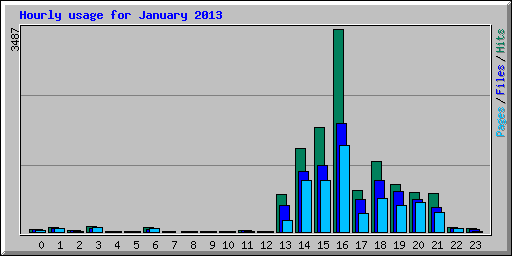 Hourly usage for January 2013
3487
Pages/Files/Hits
0 1 2 3 4 5 6 7 8 9 10 11 12 13 14 15 16 17 18 19 20 21 22 23